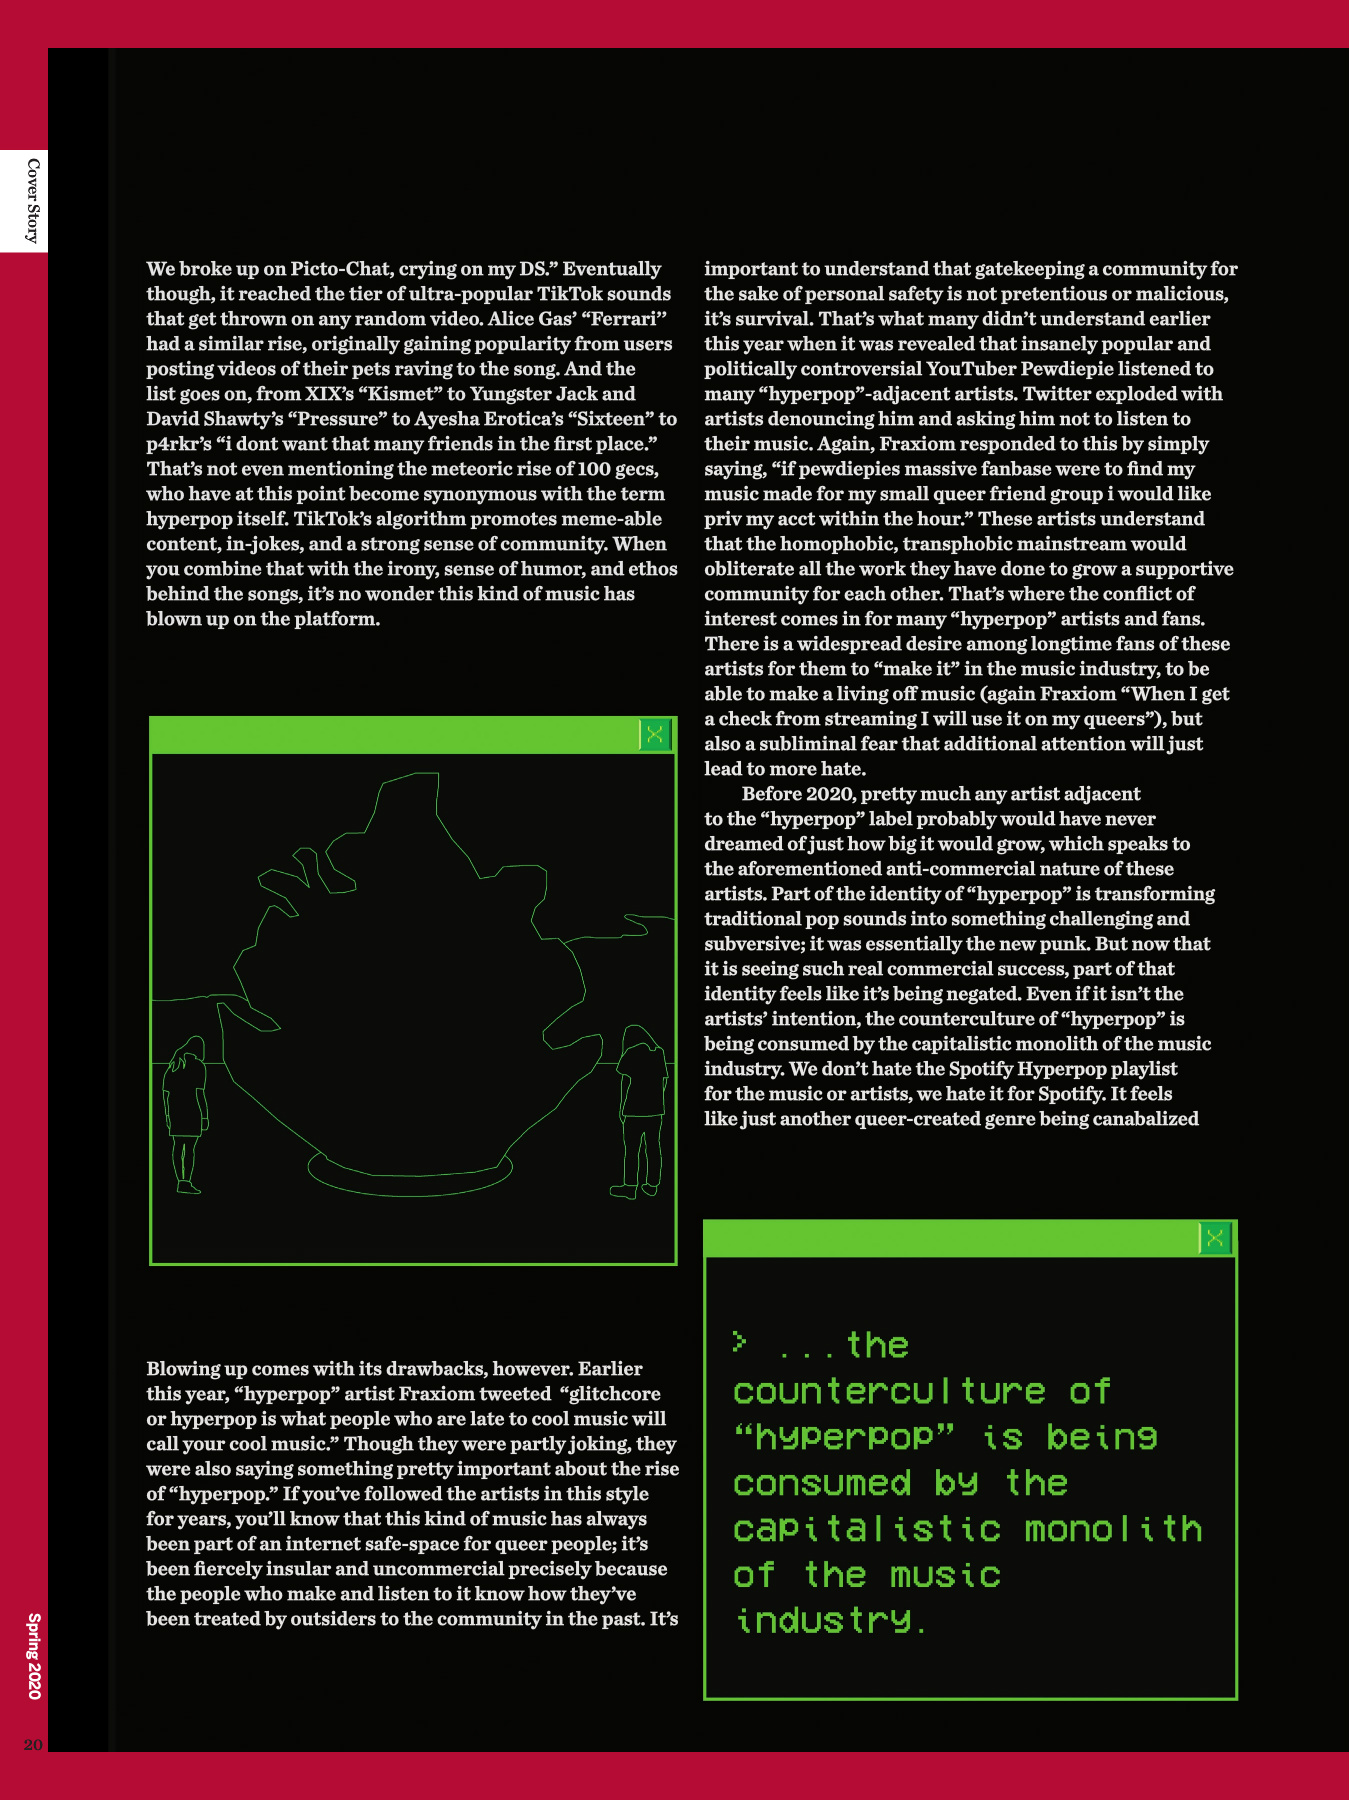 Cover Story
We broke up on Picto-Chat, crying on my DS.” Eventually
though, it reached the tier of ultra-popular TikTok sounds
that get thrown on any random video. Alice Gas’ “Ferrari”
had a similar rise, originally gaining popularity from users
posting videos of their pets raving to the song. And the
list goes on, from XIX’s “Kismet” to Yungster Jack and
David Shawty’s “Pressure” to Ayesha Erotica’s “Sixteen” to
p4rkr’s “i dont want that many friends in the first place.”
That’s not even mentioning the meteoric rise of 100 gecs,
who have at this point become synonymous with the term
hyperpop itself. TikTok’s algorithm promotes meme-able
content, in-jokes, and a strong sense of community. When
you combine that with the irony, sense of humor, and ethos
behind the songs, it’s no wonder this kind of music has
blown up on the platform.
Blowing up comes with its drawbacks, however. Earlier
this year, “hyperpop” artist Fraxiom tweeted “glitchcore
or hyperpop is what people who are late to cool music will
call your cool music.” Though they were partly joking, they
were also saying something pretty important about the rise
of “hyperpop.” If you’ve followed the artists in this style
for years, you’ll know that this kind of music has always
been part of an internet safe-space for queer people; it’s
been fiercely insular and uncommercial precisely because
the people who make and listen to it know how they’ve
been treated by outsiders to the community in the past. It’s
important to understand that gatekeeping a community for
the sake of personal safety is not pretentious or malicious,
it’s survival. That’s what many didn’t understand earlier
this year when it was revealed that insanely popular and
politically controversial YouTuber Pewdiepie listened to
many “hyperpop”-adjacent artists. Twitter exploded with
artists denouncing him and asking him not to listen to
their music. Again, Fraxiom responded to this by simply
saying, “if pewdiepies massive fanbase were to find my
music made for my small queer friend group i would like
priv my acct within the hour.” These artists understand
that the homophobic, transphobic mainstream would
obliterate all the work they have done to grow a supportive
community for each other. That’s where the conflict of
interest comes in for many “hyperpop” artists and fans.
There is a widespread desire among longtime fans of these
artists for them to “make it” in the music industry, to be
able to make a living off music (again Fraxiom “When I get
a check from streaming I will use it on my queers”), but
also a subliminal fear that additional attention will just
lead to more hate.
Before 2020, pretty much any artist adjacent
to the “hyperpop” label probably would have never
dreamed of just how big it would grow, which speaks to
the aforementioned anti-commercial nature of these
artists. Part of the identity of “hyperpop” is transforming
traditional pop sounds into something challenging and
subversive; it was essentially the new punk. But now that
it is seeing such real commercial success, part of that
identity feels like it’s being negated. Even if it isn’t the
artists’ intention, the counterculture of “hyperpop” is
being consumed by the capitalistic monolith of the music
industry. We don’t hate the Spotify Hyperpop playlist
for the music or artists, we hate it for Spotify. It feels
like just another queer-created genre being canabalized
> ...the
counterculture of
“hyperpop” is being
consumed by the
capitalistic monolith
of the music
industry.
Spring 2020
20